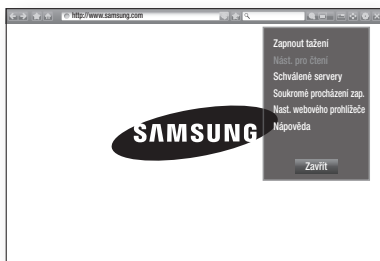 http://www.samsung.com
Zapnout tažení
Nást. pro čtení
Schválené servery
Soukromé procházení zap.
Nast. webového prohlížeče
Nápověda
SAMSUNG
Zavřít